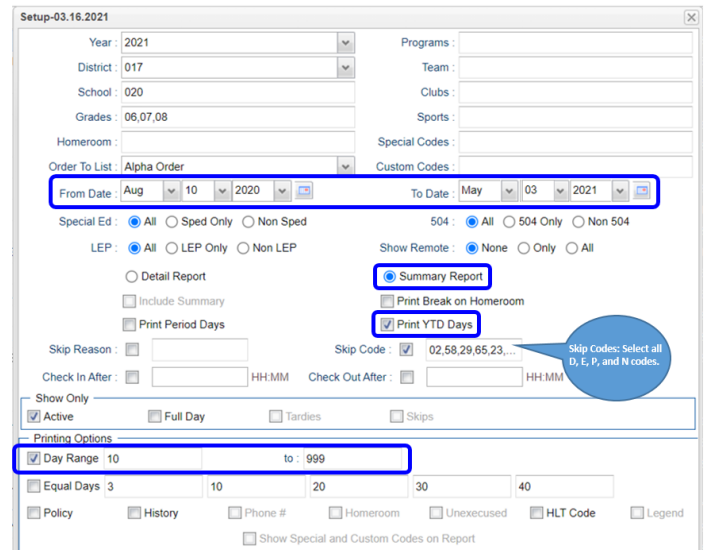 Setup-03.16.2021
Year : 2021 Programs :
District : 017 Team :
School : 020 Clubs :
Grades : 06,07,08 Sports :
Homeroom : Special Codes :
Order To List : Alpha Order Custom Codes :
From Date : Aug 10 2020 To Date : May 03 2021
Special Ed : All Sped Only Non Sped 504 : All 504 Only Non 504
LEP : All LEP Only Non LEP Show Remote : None Only All
Detail Report Summary Report
Include Summary Print Break on Homeroom
Print Period Days Print YTD Days
Skip Reason : Skip Code : 02,58,29,65,23,...
Skip Codes: Select all
D, E, P, and N codes.
Check In After : HH:MM Check Out After : HH:MM
Show Only
Active Full Day Tardies Skips
Printing Options
Day Range 10 to : 999
Equal Days 3 10 20 30 40
Policy History Phone # Homeroom Unexecused HLT Code Legend
Show Special and Custom Codes on Report